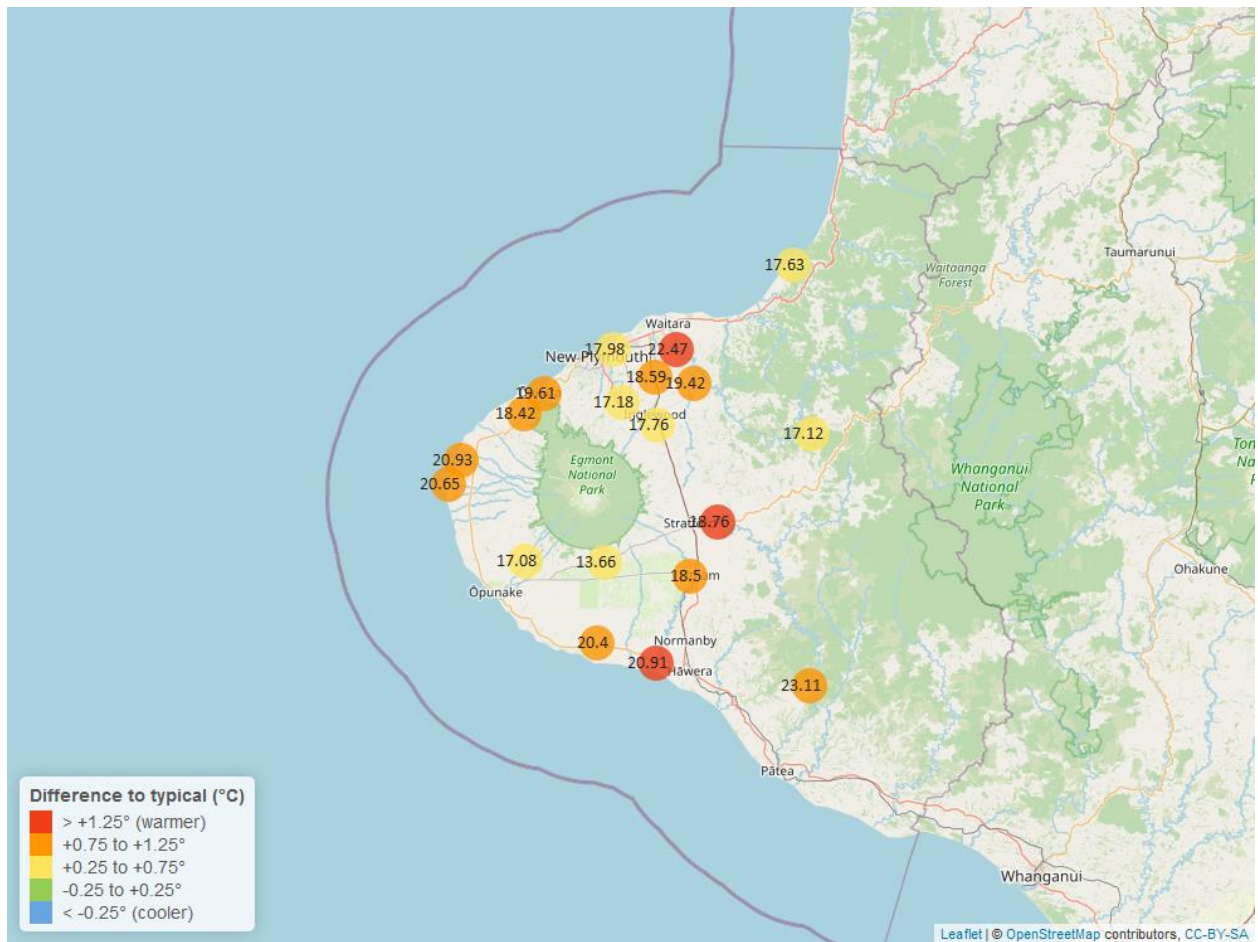 Taumarunui
17.63
Waitaanga
Forest
Waitara
17.98
22.47
New Plymouth
18.59
19.42
19.61
17.18
18.42
Inglewood
17.76
17.12
20.93
Egmont
National
Park
20.65
Whanganui
National
Park
18.76
17.08
13.66
18.5
Ohakune
Ōpunake
20.4
Normanby
20.91
Hāwera
23.11
Pātea
Difference to typical (°C)
> +1.25° (warmer)
+0.75 to +1.25°
+0.25 to +0.75°
-0.25 to +0.25°
< -0.25° (cooler)
Whanganui
Leaflet | © OpenStreetMap contributors, CC-BY-SA